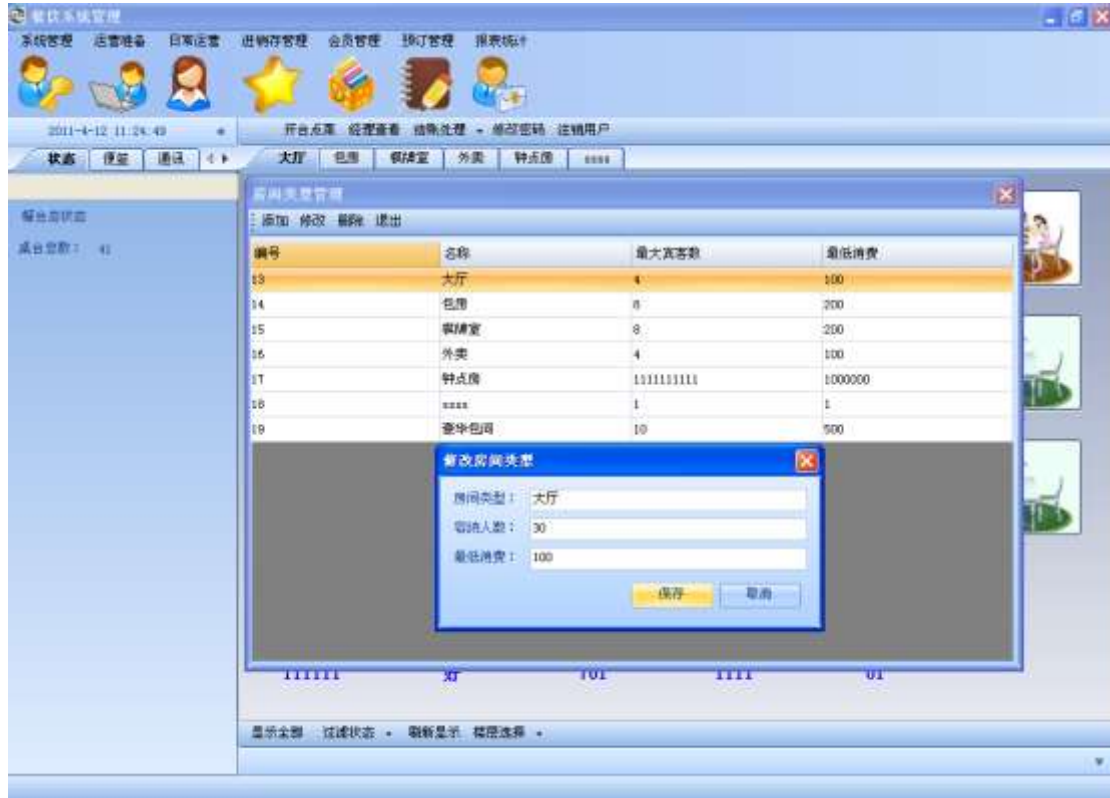 餐饮系统管理
系统管理 运营准备 日常运营 进销存管理 会员管理 预订管理 报表统计
2011-4-12 11:24:49
开台点菜 经理查看 结账处理 修改密码 注销用户
状态 便笺 通讯
大厅 包房 棋牌室 外卖 钟点房 ssss
房间类型管理
添加 修改 删除 退出
餐台总状态
桌台总数： 41
编号 名称 最大宾客数 最低消费
13 大厅 4 100
14 包房 8 200
15 棋牌室 8 200
16 外卖 4 100
17 钟点房 1111111111 1000000
18 ssss 1 1
19 豪华包间 10 500
修改房间类型
房间类型： 大厅
容纳人数： 30
最低消费： 100
保存 取消
111111 好 701 1111 01
显示全部 过滤状态 刷新显示 楼层选择